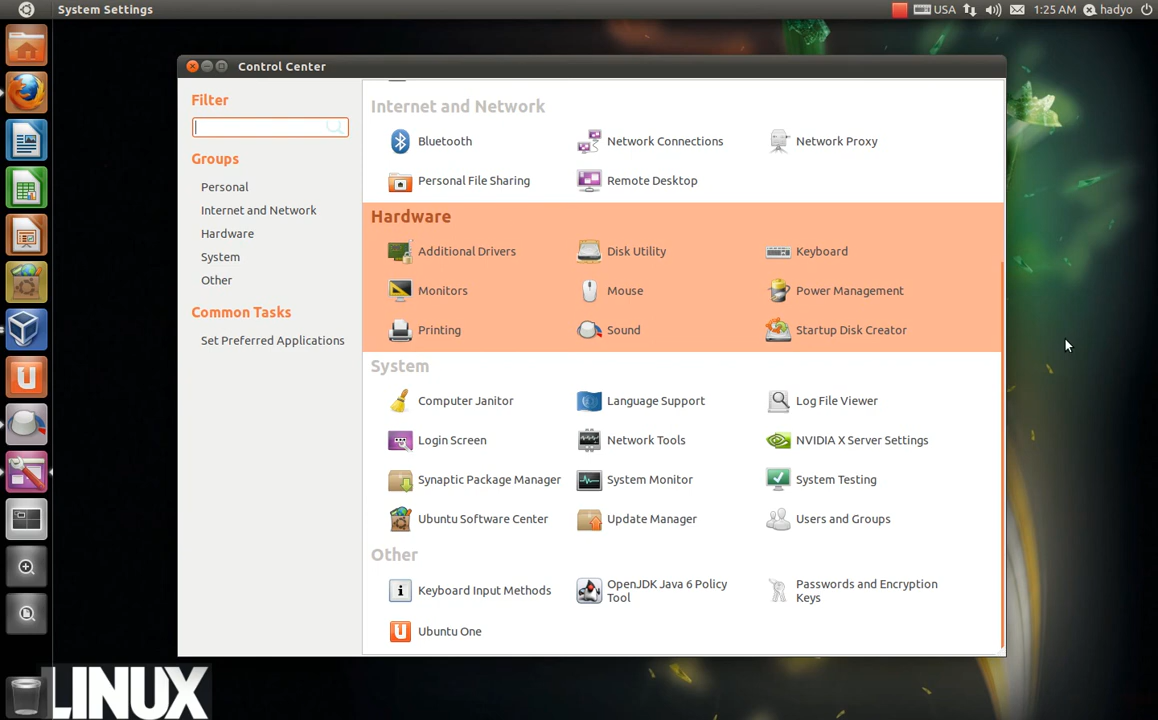 System Settings
USA
1:25 AM
hadyo
Control Center
Filter
Groups
Personal
Internet and Network
Hardware
System
Other
Common Tasks
Set Preferred Applications
Internet and Network
Bluetooth
Network Connections
Network Proxy
Personal File Sharing
Remote Desktop
Hardware
Additional Drivers
Disk Utility
Keyboard
Monitors
Mouse
Power Management
Printing
Sound
Startup Disk Creator
System
Computer Janitor
Language Support
Log File Viewer
Login Screen
Network Tools
NVIDIA X Server Settings
Synaptic Package Manager
System Monitor
System Testing
Ubuntu Software Center
Update Manager
Users and Groups
Other
Keyboard Input Methods
OpenJDK Java 6 Policy
Tool
Passwords and Encryption
Keys
Ubuntu One
LINUX